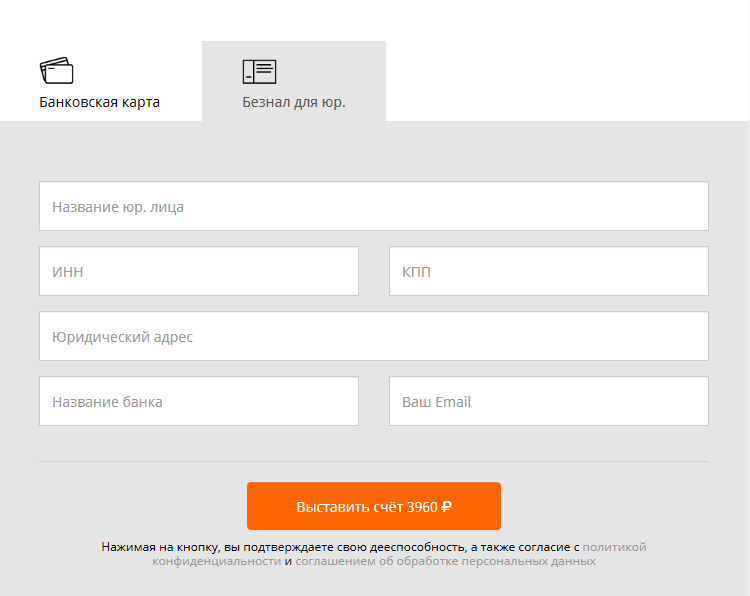 Банковская карта
Безнал для юр.
Название юр. лица
ИНН
КПП
Юридический адрес
Название банка
Ваш Email
Выставить счёт 3960 ₽
Нажимая на кнопку, вы подтверждаете свою дееспособность, а также согласие с политикой
конфиденциальности и соглашением об обработке персональных данных